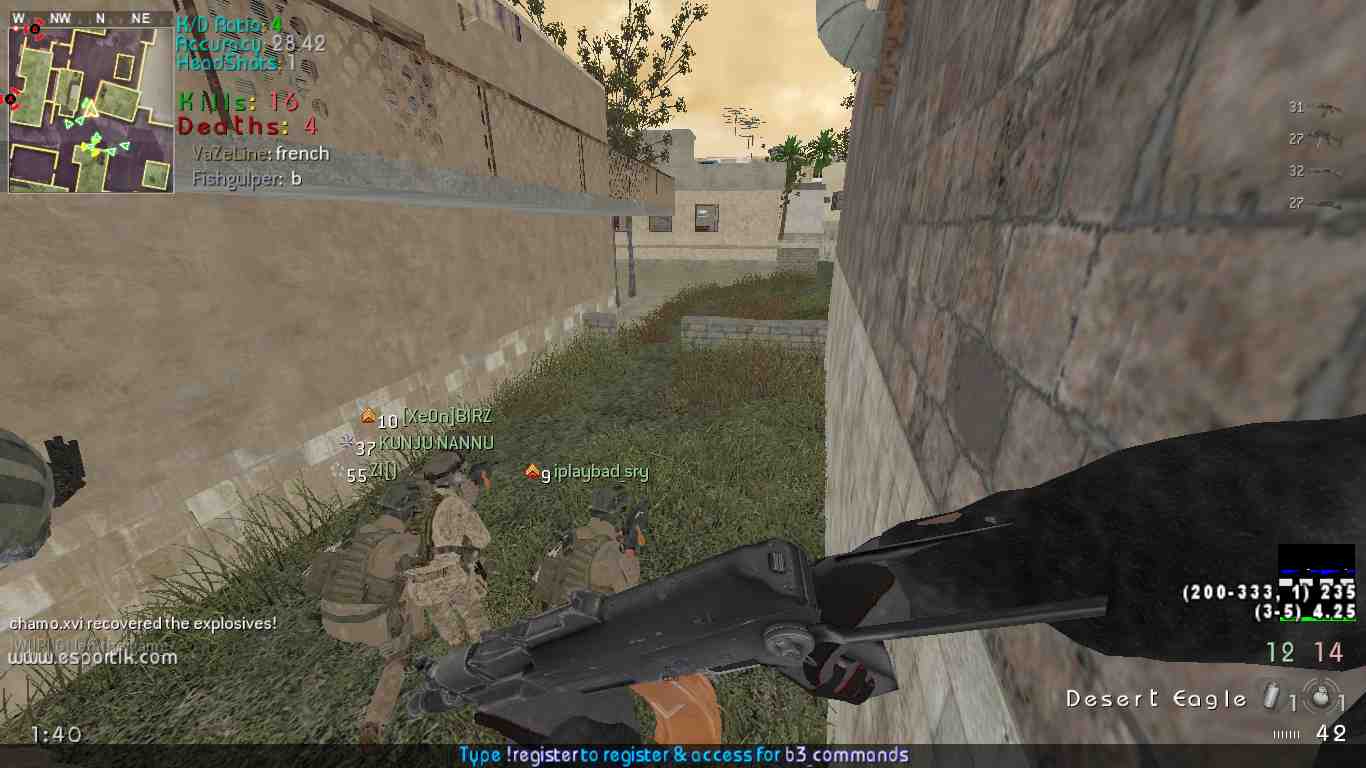 W NW N NE
K/D Ratio: 4
Accuracy: 28.42
HeadShots: 1
Kills: 16
Deaths: 4
VaZeLine: french
Fishgulper: b
31
27
32
27
10 [XeOn]BIRZ
37 KUNJU NANNU
55 Z![]
9 iplaybad sry
chamo.xvi recovered the explosives!
www.esportlk.com
(200-333, 1) 235
(3-5) 4.25
12 14
Desert Eagle 1 1
1:40
42
Type !register to register & access for b3 commands